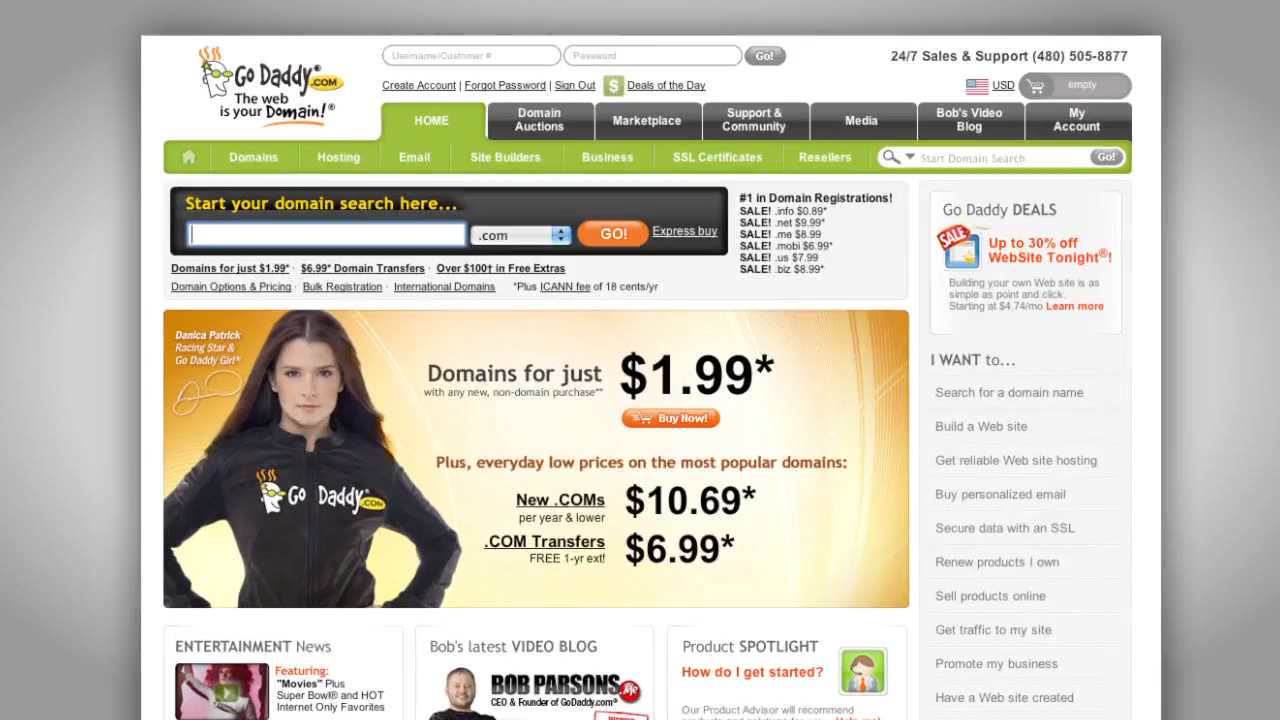 Username/Customer #
Password
Go!
24/7 Sales & Support (480) 505-8877
Go Daddy®.COM
The web
is your Domain!®
Create Account | Forgot Password | Sign Out
$ Deals of the Day
USD
empty
HOME
Domain
Auctions
Marketplace
Support &
Community
Media
Bob's Video
Blog
My
Account
Domains
Hosting
Email
Site Builders
Business
SSL Certificates
Resellers
Start Domain Search
Go!
Start your domain search here...
.com
GO!
Express buy
Domains for just $1.99* · $6.99* Domain Transfers · Over $100† in Free Extras
Domain Options & Pricing · Bulk Registration · International Domains *Plus ICANN fee of 18 cents/yr
#1 in Domain Registrations!
SALE! .info $0.89*
SALE! .net $9.99*
SALE! .me $8.99
SALE! .mobi $6.99*
SALE! .us $7.99
SALE! .biz $8.99*
Go Daddy DEALS
SALE
Up to 30% off
WebSite Tonight®!
Building your own Web site is as
simple as point and click.
Starting at $4.74/mo Learn more
Danica Patrick
Racing Star &
Go Daddy Girl®
Go Daddy.COM
Domains for just
$1.99*
with any new, non-domain purchase**
Buy Now!
Plus, everyday low prices on the most popular domains:
New .COMs
$10.69*
per year & lower
.COM Transfers
$6.99*
FREE 1-yr ext!
I WANT to...
Search for a domain name
Build a Web site
Get reliable Web site hosting
Buy personalized email
Secure data with an SSL
Renew products I own
Sell products online
Get traffic to my site
Promote my business
Have a Web site created
ENTERTAINMENT News
Featuring:
"Movies" Plus
Super Bowl® and HOT
Internet Only Favorites
Bob's latest VIDEO BLOG
BOB PARSONS.Me
CEO & Founder of GoDaddy.com®
Product SPOTLIGHT
How do I get started?
Our Product Advisor will recommend